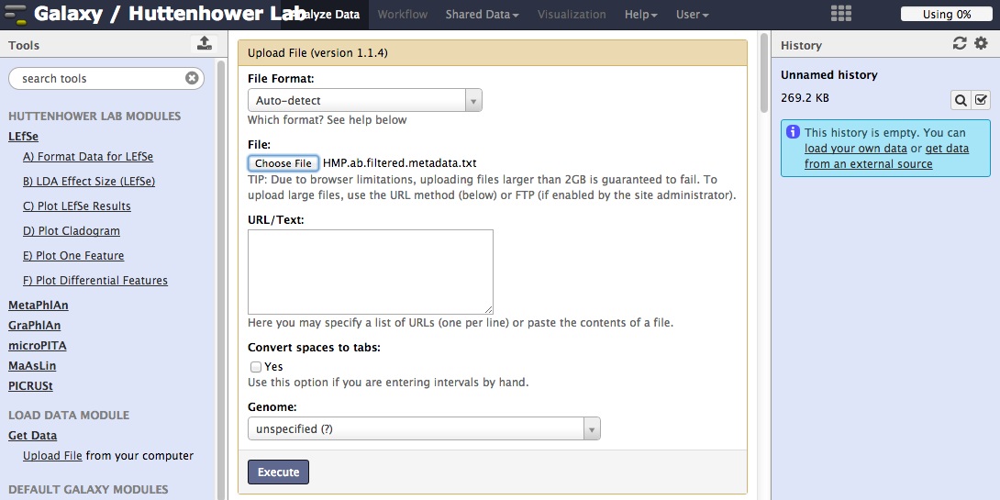 Galaxy / Huttenhower Lab
Analyze Data
Workflow
Shared Data
Visualization
Help
User
Using 0%
Tools
search tools
HUTTENHOWER LAB MODULES
LEfSe
A) Format Data for LEfSe
B) LDA Effect Size (LEfSe)
C) Plot LEfSe Results
D) Plot Cladogram
E) Plot One Feature
F) Plot Differential Features
MetaPhlAn
GraPhlAn
microPITA
MaAsLin
PICRUSt
LOAD DATA MODULE
Get Data
Upload File from your computer
DEFAULT GALAXY MODULES
Upload File (version 1.1.4)
File Format:
Auto-detect
Which format? See help below
File:
Choose File HMP.ab.filtered.metadata.txt
TIP: Due to browser limitations, uploading files larger than 2GB is guaranteed to fail. To
upload large files, use the URL method (below) or FTP (if enabled by the site administrator).
URL/Text:
Here you may specify a list of URLs (one per line) or paste the contents of a file.
Convert spaces to tabs:
Yes
Use this option if you are entering intervals by hand.
Genome:
unspecified (?)
Execute
History
Unnamed history
269.2 KB
This history is empty. You can
load your own data or get data
from an external source